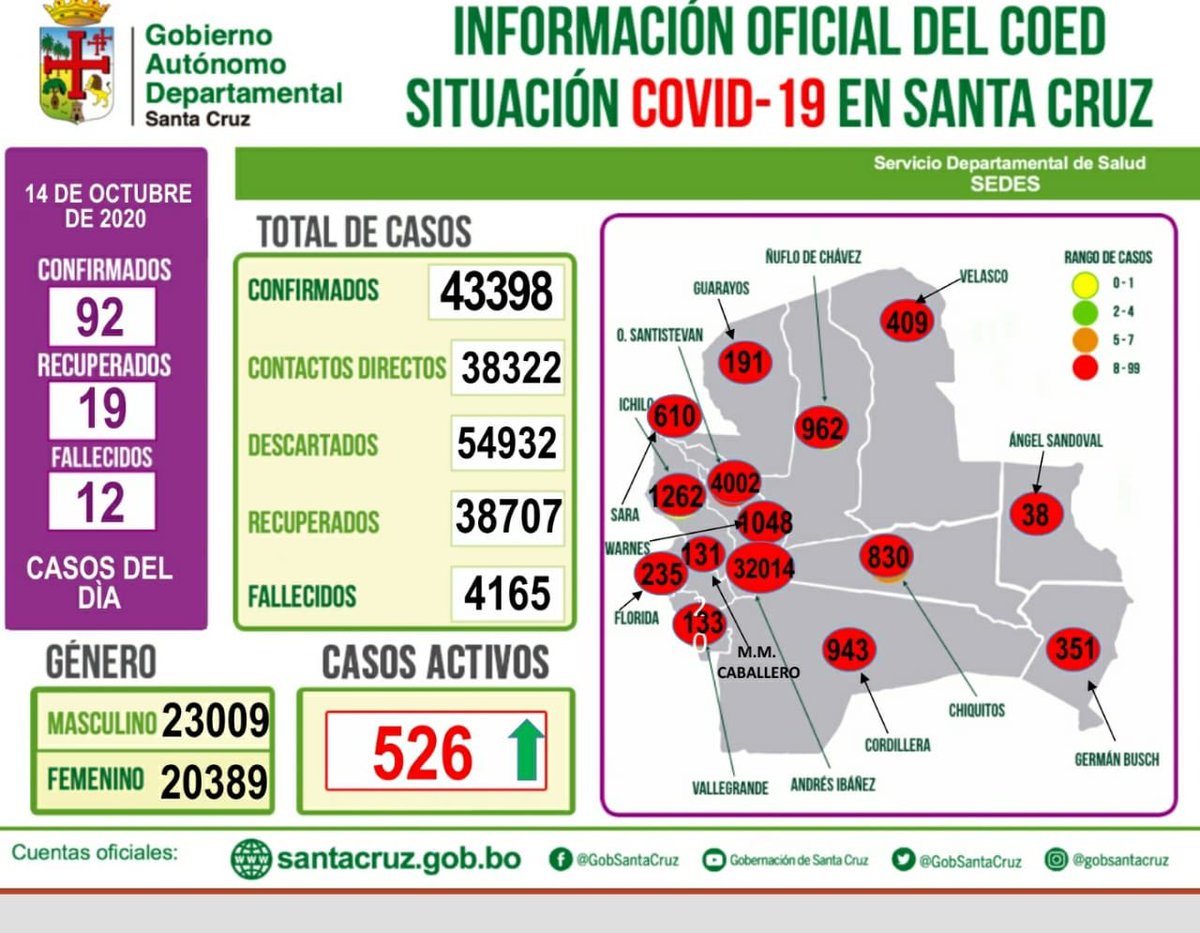 Gobierno
Autónomo
Departamental
Santa Cruz
INFORMACIÓN OFICIAL DEL COED
SITUACIÓN COVID-19 EN SANTA CRUZ
Servicio Departamental de Salud
SEDES
14 DE OCTUBRE
DE 2020
CONFIRMADOS
92
RECUPERADOS
19
FALLECIDOS
12
CASOS DEL
DÌA
TOTAL DE CASOS
CONFIRMADOS 43398
CONTACTOS DIRECTOS 38322
DESCARTADOS 54932
RECUPERADOS 38707
FALLECIDOS 4165
GÉNERO
MASCULINO 23009
FEMENINO 20389
CASOS ACTIVOS
526
RANGO DE CASOS
0 - 1
2 - 4
5 - 7
8 - 99
ÑUFLO DE CHÁVEZ
VELASCO
GUARAYOS
409
O. SANTISTEVAN
191
ICHILO
610
962
ÁNGEL SANDOVAL
4002
1262
SARA
38
1048
WARNES
131
830
235
32014
FLORIDA
133
M.M.
CABALLERO
943
351
CHIQUITOS
CORDILLERA
GERMÁN BUSCH
VALLEGRANDE
ANDRÉS IBÁÑEZ
Cuentas oficiales:
www
santacruz.gob.bo
@GobSantaCruz
Gobernación de Santa Cruz
@GobSantaCruz
@gobsantacruz